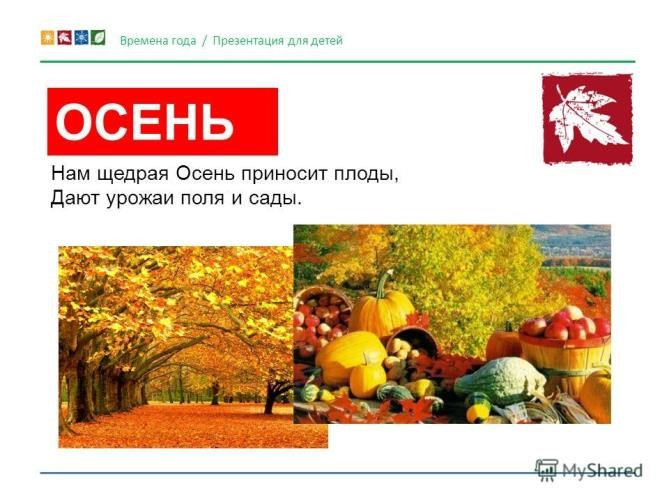 Времена года / Презентация для детей
ОСЕНЬ
Нам щедрая Осень приносит плоды,
Дают урожаи поля и сады.
MyShared